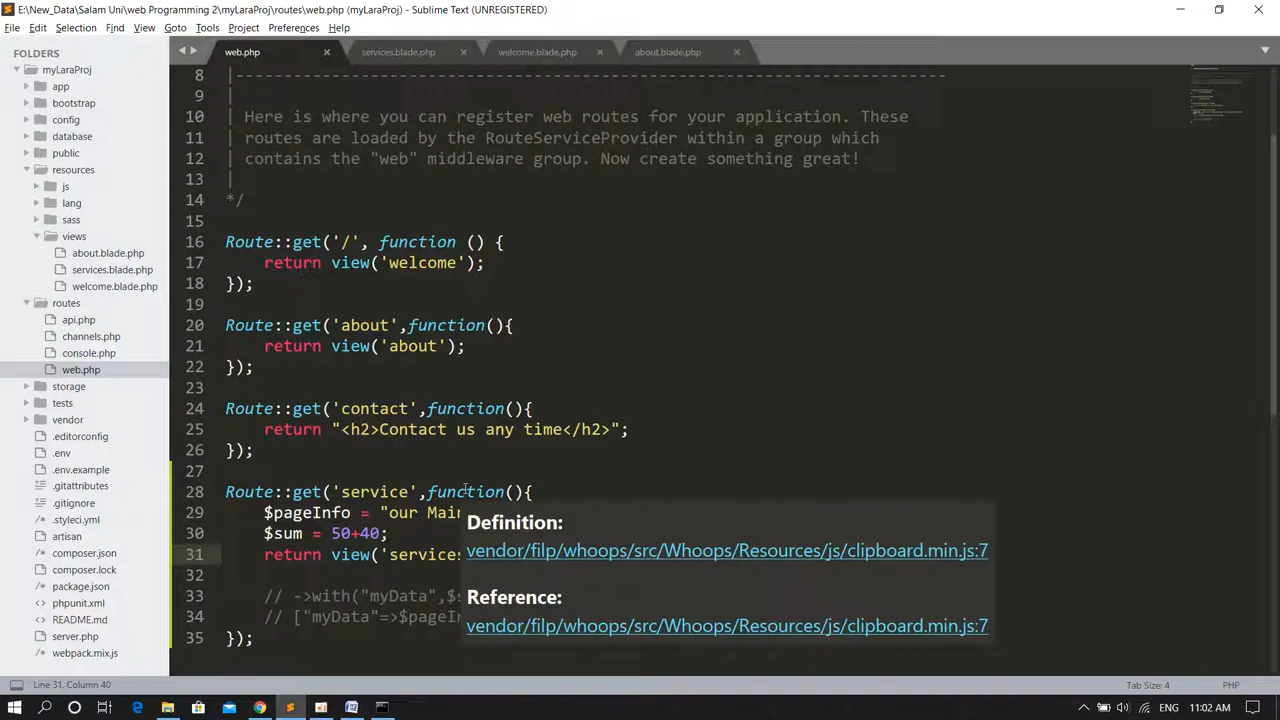 E:\New_Data\Salam Uni\web Programming 2\myLaraProj\routes\web.php (myLaraProj) - Sublime Text (UNREGISTERED)
File Edit Selection Find View Goto Tools Project Preferences Help
FOLDERS
myLaraProj
app
bootstrap
config
database
public
resources
js
lang
sass
views
about.blade.php
services.blade.php
welcome.blade.php
routes
api.php
channels.php
console.php
web.php
storage
tests
vendor
.editorconfig
.env
.env.example
.gitattributes
.gitignore
.styleci.yml
artisan
composer.json
composer.lock
package.json
phpunit.xml
README.md
server.php
webpack.mix.js
web.php services.blade.php welcome.blade.php about.blade.php
8 |--------------------------------------------------------------------------
9 |
10 | Here is where you can register web routes for your application. These
11 | routes are loaded by the RouteServiceProvider within a group which
12 | contains the "web" middleware group. Now create something great!
13 |
14 */
15
16 Route::get('/', function () {
17 return view('welcome');
18 });
19
20 Route::get('about',function(){
21 return view('about');
22 });
23
24 Route::get('contact',function(){
25 return "<h2>Contact us any time</h2>";
26 });
27
28 Route::get('service',function(){
29 $pageInfo = "our Main
30 $sum = 50+40;
31 return view('services
32
33 // ->with("myData",$s
34 // ["myData"=>$pageIn
35 });
Definition:
vendor/filp/whoops/src/Whoops/Resources/js/clipboard.min.js:7
Reference:
vendor/filp/whoops/src/Whoops/Resources/js/clipboard.min.js:7
Line 31, Column 40 Tab Size: 4 PHP
ENG 11:02 AM